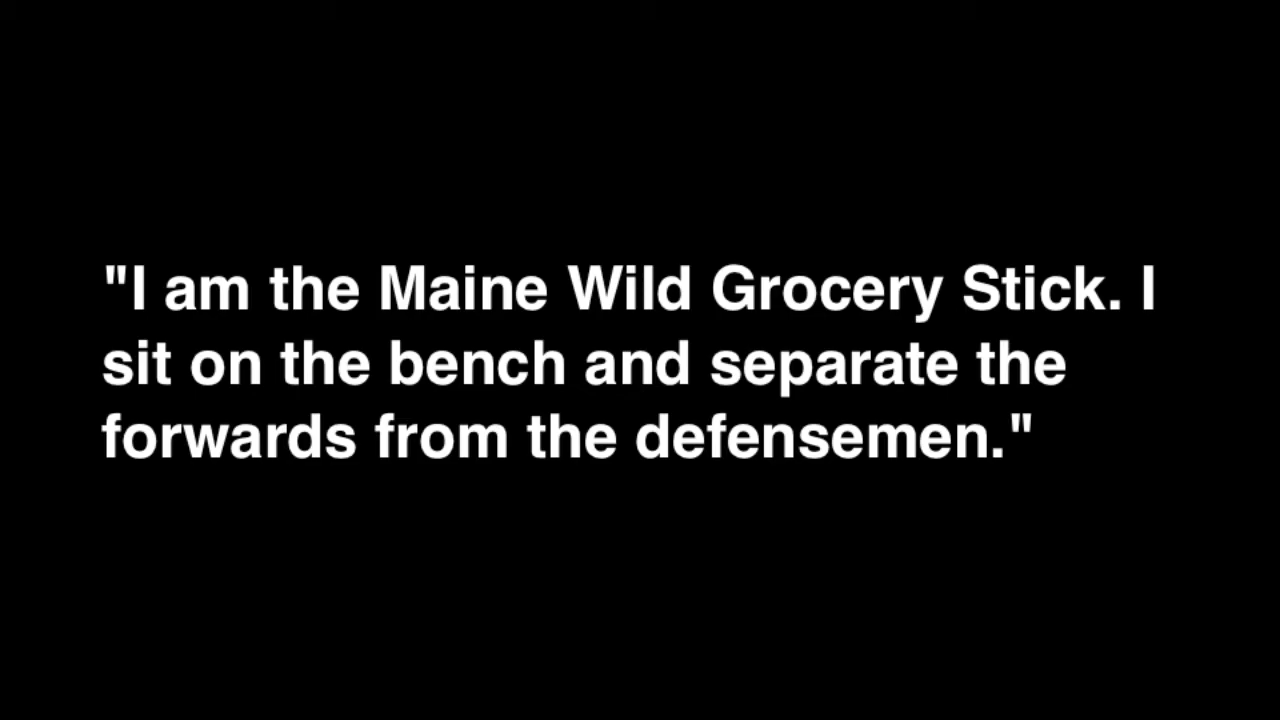 "I am the Maine Wild Grocery Stick. I
sit on the bench and separate the
forwards from the defensemen."